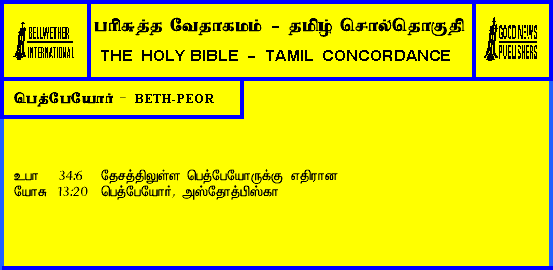 BELLWETHER
INTERNATIONAL
பரிசுத்த வேதாகமம் - தமிழ் சொல்தொகுதி
THE HOLY BIBLE - TAMIL CONCORDANCE
GOOD NEWS
PUBLISHERS
பெத்பேயோர் - BETH-PEOR
உபா 34:6 தேசத்திலுள்ள பெத்பேயோருக்கு எதிரான
யோசு 13:20 பெத்பேயோர், அஸ்தோத்பிஸ்கா